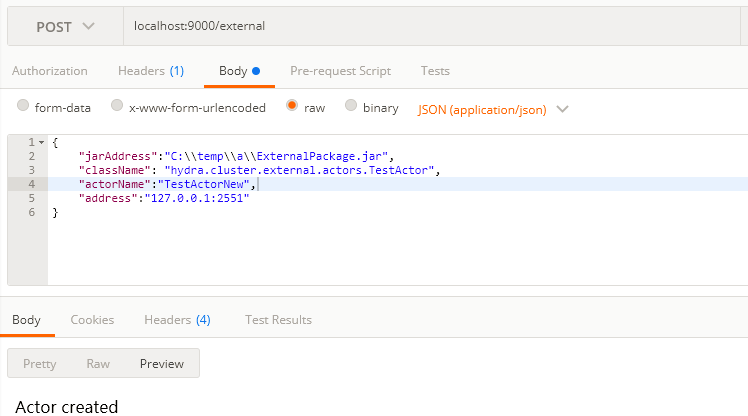 POST localhost:9000/external
Authorization Headers (1) Body Pre-request Script Tests
form-data x-www-form-urlencoded raw binary JSON (application/json)
1 {
2 "jarAddress":"C:\\temp\\a\\ExternalPackage.jar",
3 "className": "hydra.cluster.external.actors.TestActor",
4 "actorName":"TestActorNew",
5 "address":"127.0.0.1:2551"
6 }
Body Cookies Headers (4) Test Results
Pretty Raw Preview
Actor created